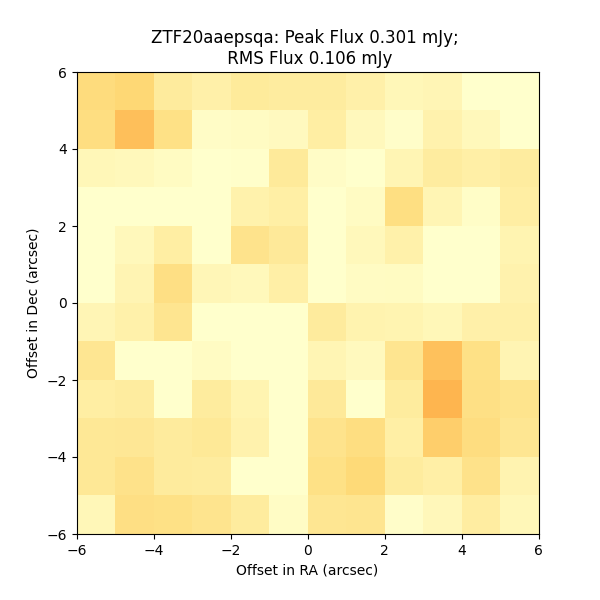 ZTF20aaepsqa: Peak Flux 0.301 mJy;
RMS Flux 0.106 mJy
6
4
2
0
−2
−4
−6
Offset in Dec (arcsec)
−6 −4 −2 0 2 4 6
Offset in RA (arcsec)